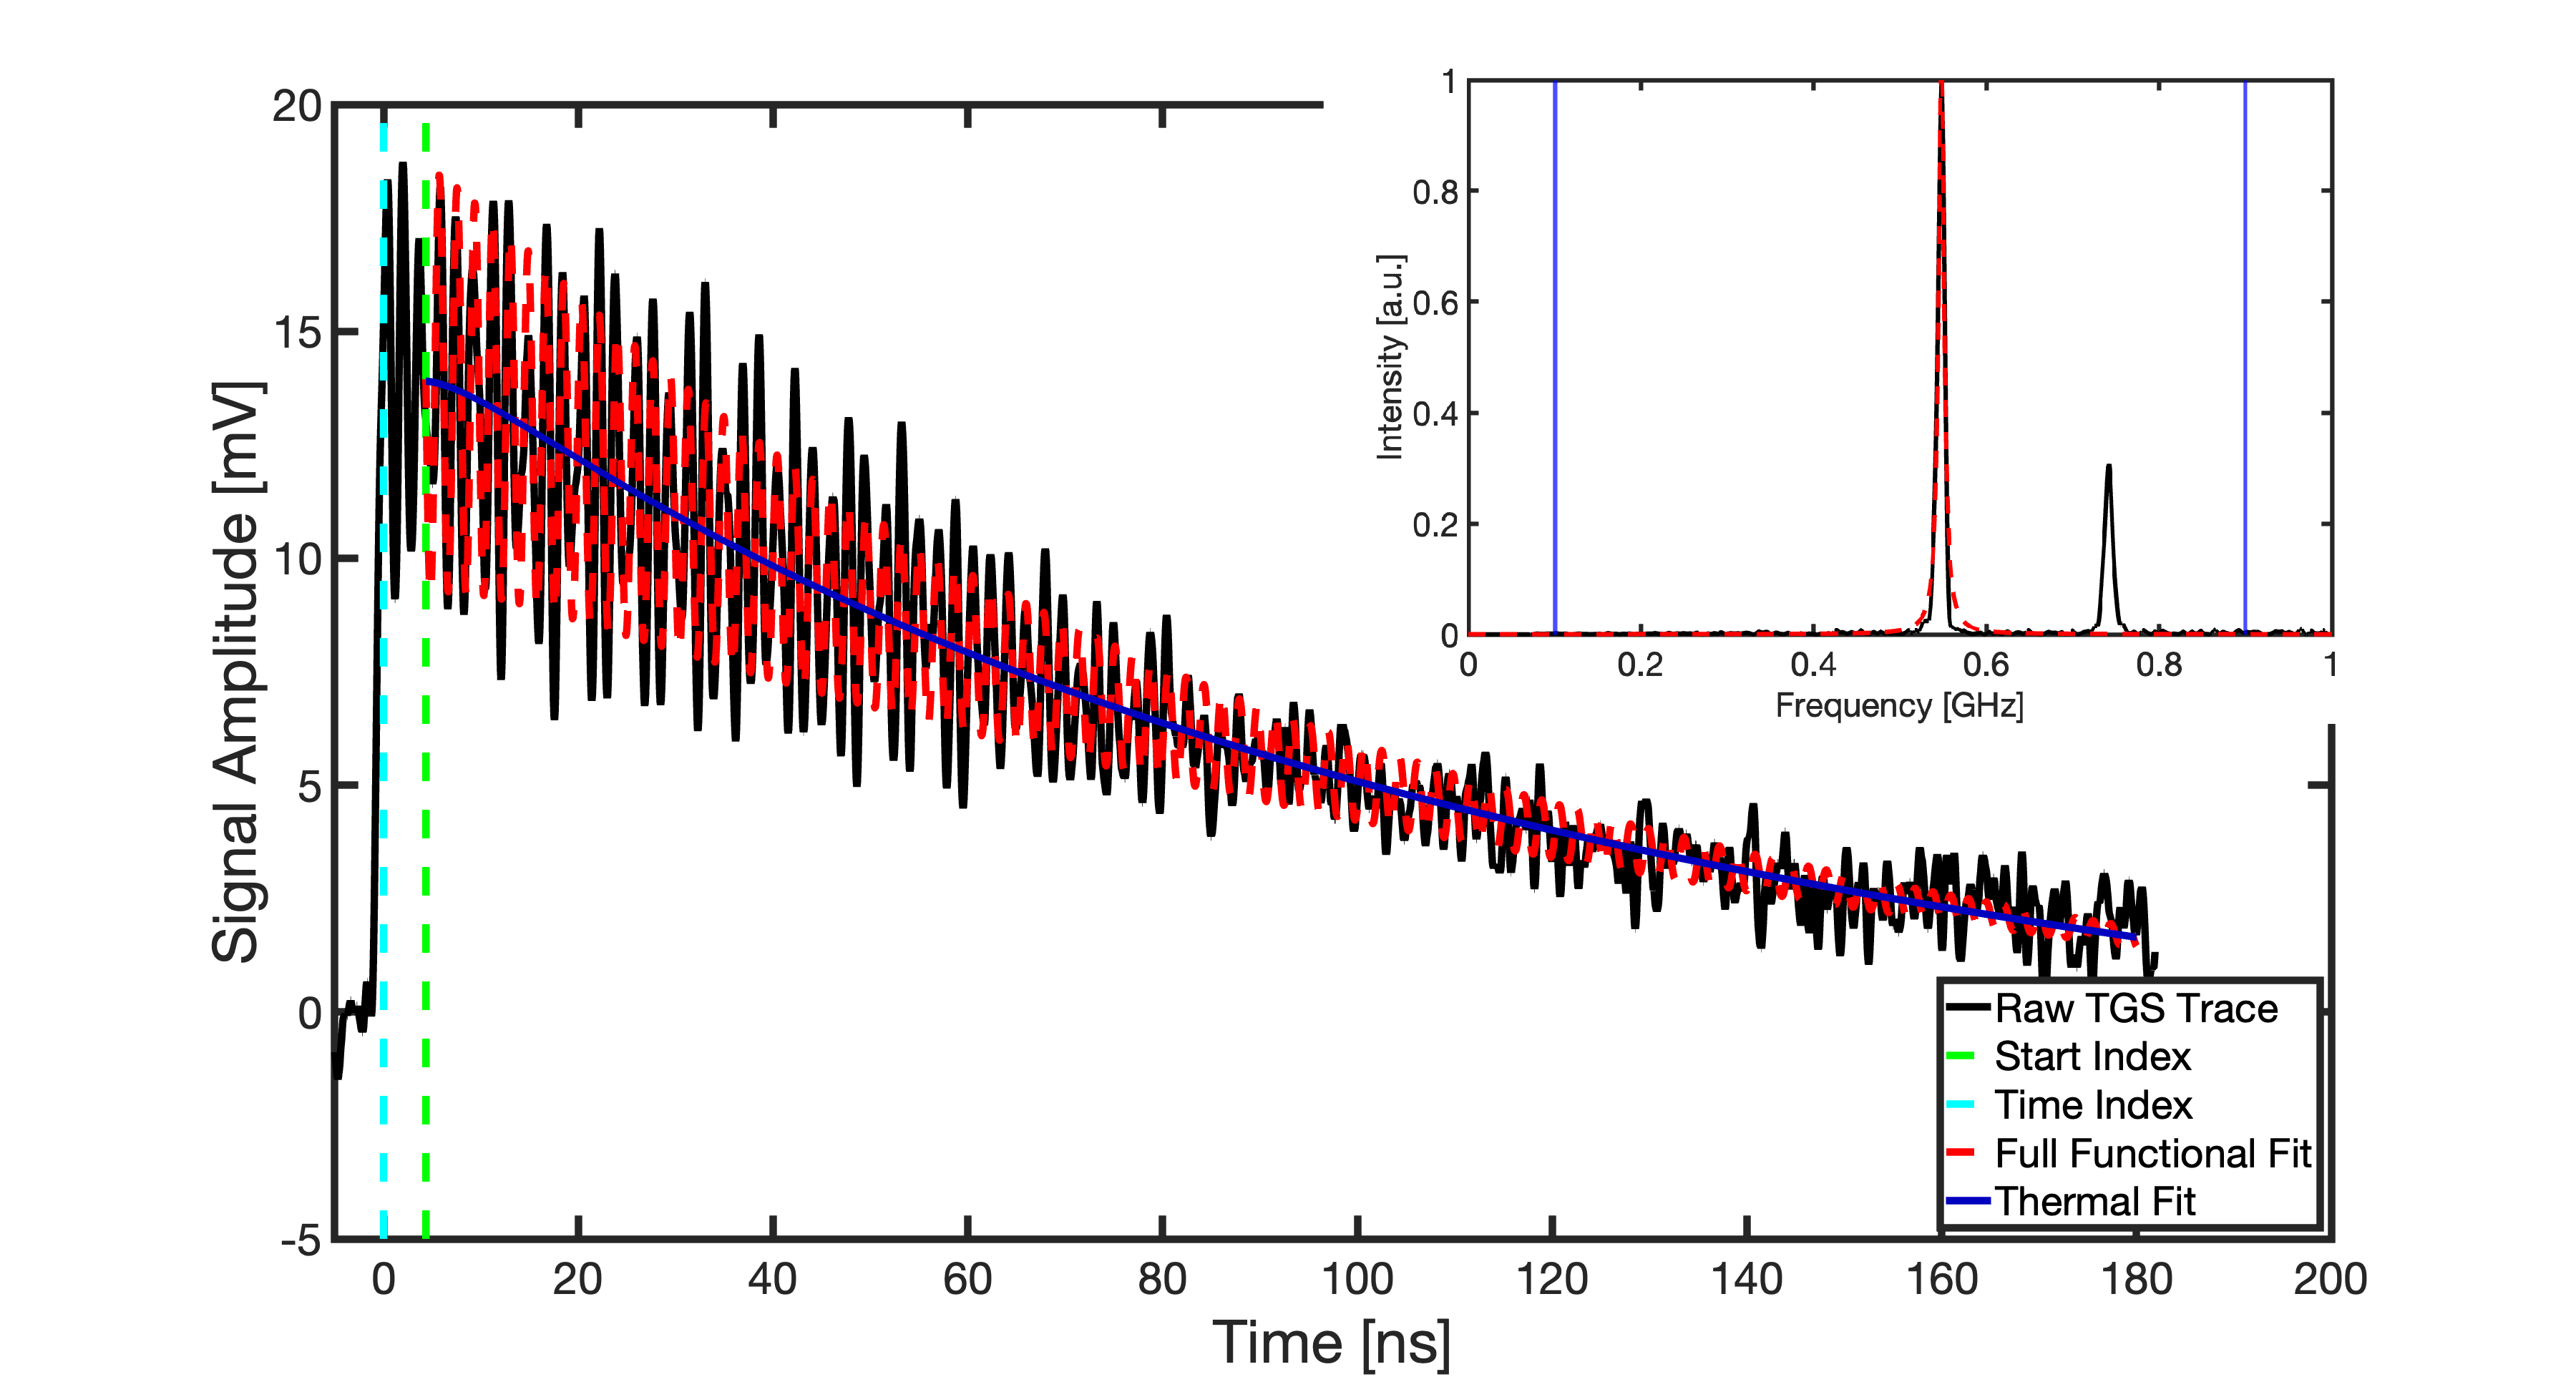 20
15
10
5
0
-5
Signal Amplitude [mV]
0 20 40 60 80 100 120 140 160 180 200
Time [ns]
1
0.8
0.6
0.4
0.2
0
Intensity [a.u.]
0 0.2 0.4 0.6 0.8 1
Frequency [GHz]
Raw TGS Trace
Start Index
Time Index
Full Functional Fit
Thermal Fit